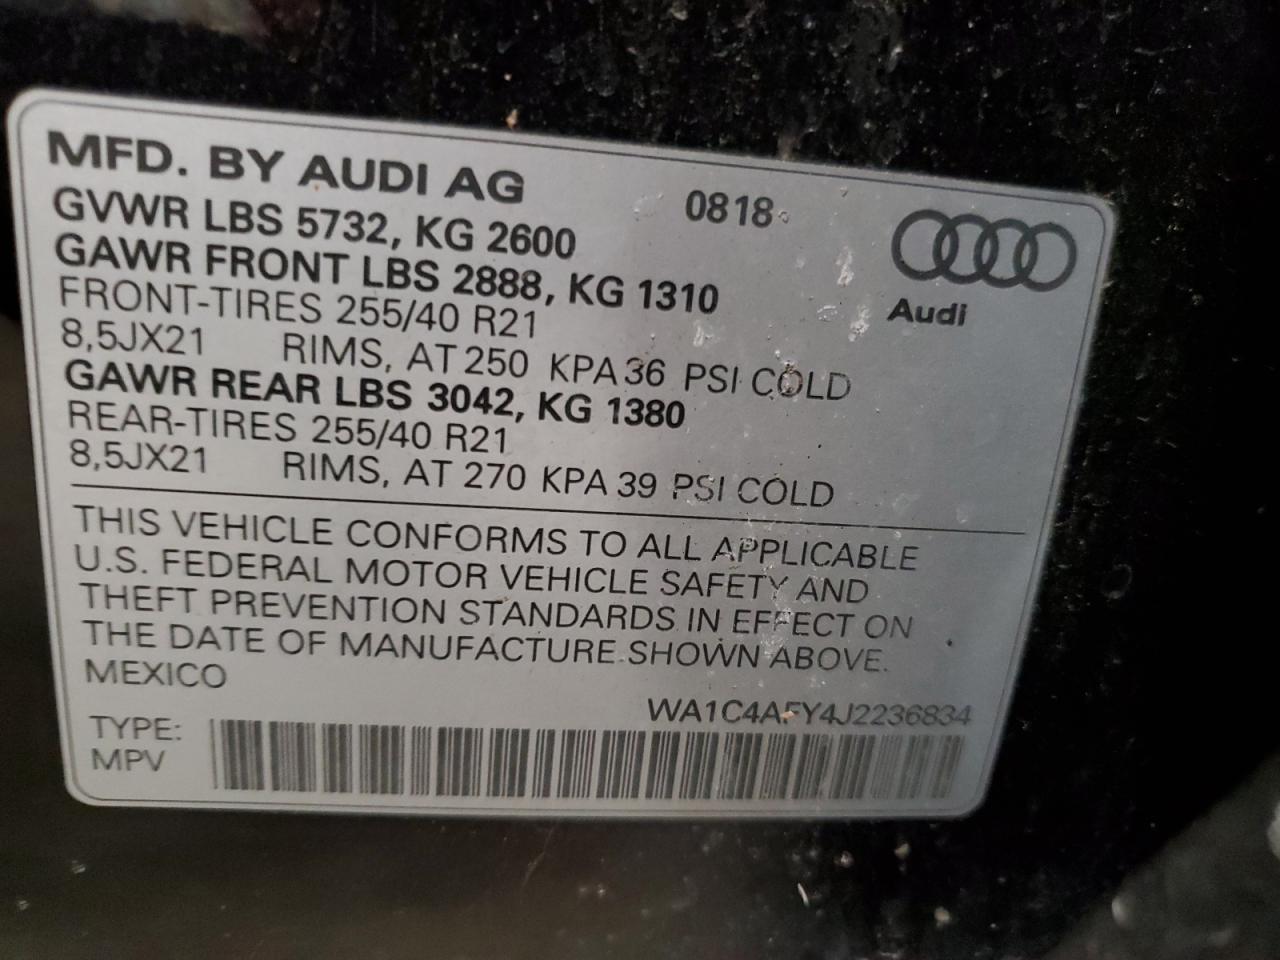 MFD. BY AUDI AG 0818
GVWR LBS 5732, KG 2600
GAWR FRONT LBS 2888, KG 1310
Audi
FRONT-TIRES 255/40 R21
8,5JX21 RIMS, AT 250 KPA 36 PSI COLD
GAWR REAR LBS 3042, KG 1380
REAR-TIRES 255/40 R21
8,5JX21 RIMS, AT 270 KPA 39 PSI COLD
THIS VEHICLE CONFORMS TO ALL APPLICABLE
U.S. FEDERAL MOTOR VEHICLE SAFETY AND
THEFT PREVENTION STANDARDS IN EFFECT ON
THE DATE OF MANUFACTURE SHOWN ABOVE.
MEXICO
WA1C4AFY4J2236834
TYPE:
MPV